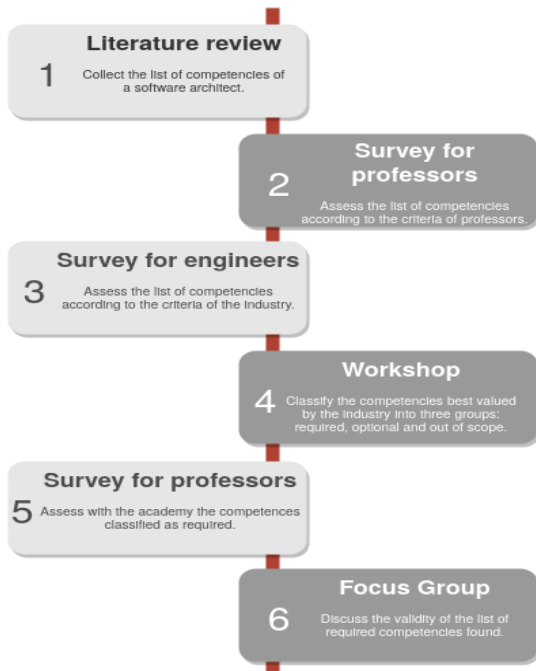 Literature review
1
Collect the list of competencies of
a software architect.
Survey for
professors
2
Assess the list of competencies
according to the criteria of professors.
Survey for engineers
3
Assess the list of competencies
according to the criteria of the industry.
Workshop
4
Classify the competencies best valued
by the industry into three groups:
required, optional and out of scope.
Survey for professors
5
Assess with the academy the competences
classified as required.
Focus Group
6
Discuss the validity of the list of
required competencies found.